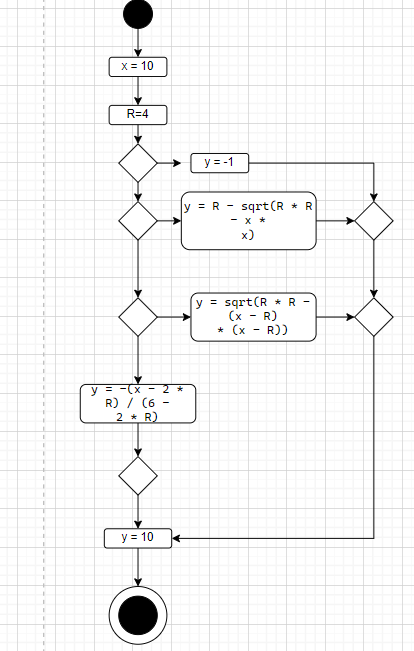 x = 10
R=4
y = -1
y = R - sqrt(R * R
- x *
x)
y = sqrt(R * R -
(x - R)
* (x - R))
y = -(x - 2 *
R) / (6 -
2 * R)
y = 10